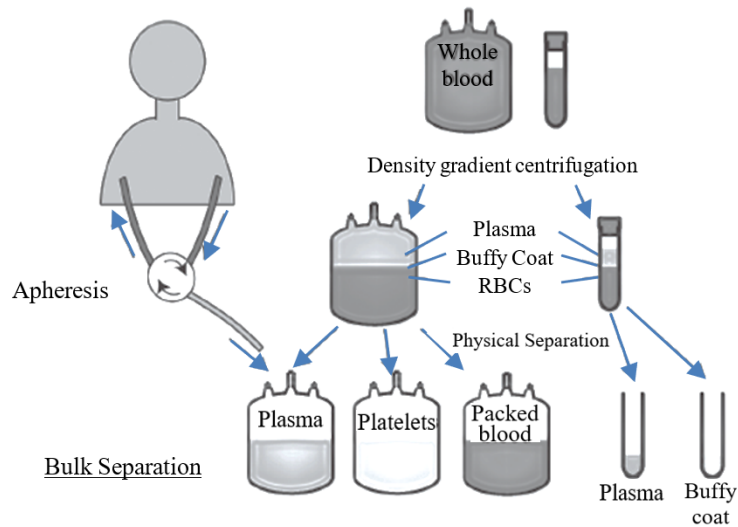 Whole
blood
Density gradient centrifugation
Plasma
Buffy Coat
RBCs
Apheresis
Physical Separation
Plasma
Platelets
Packed
blood
Bulk Separation
Plasma
Buffy
coat